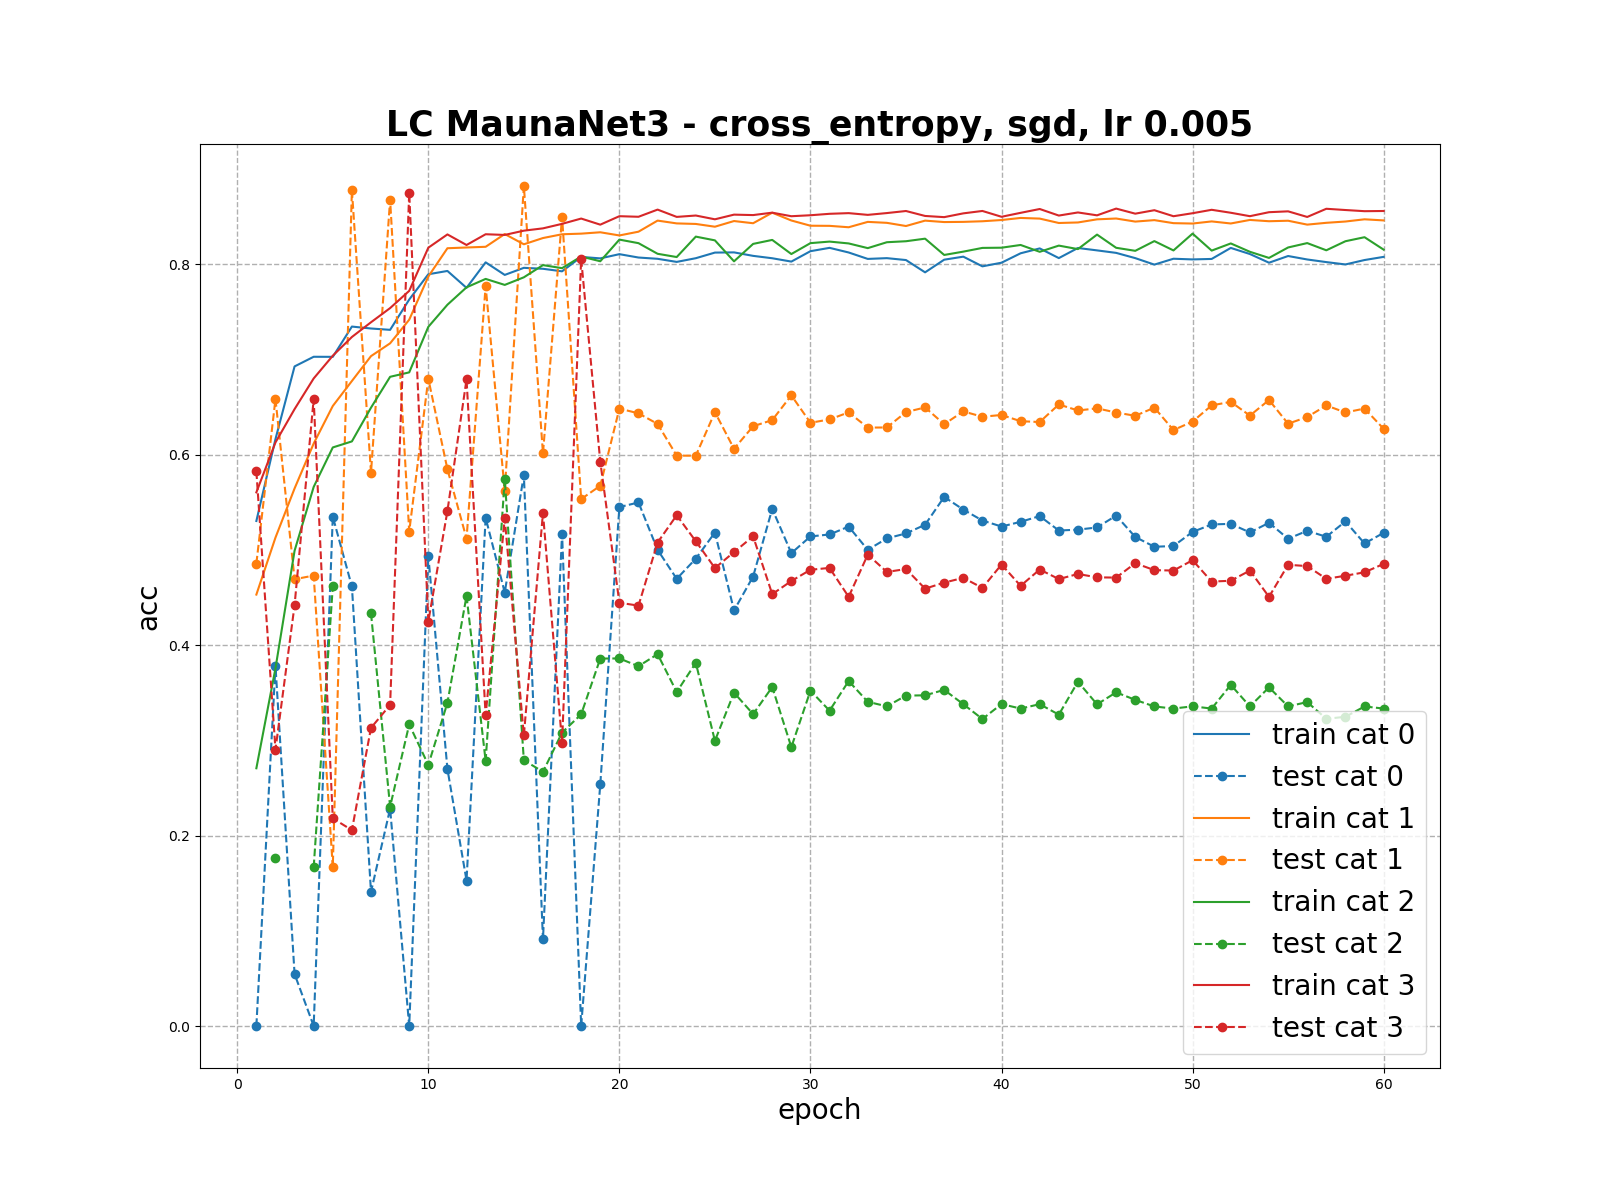 LC MaunaNet3 - cross_entropy, sgd, lr 0.005
acc
0.8
0.6
0.4
0.2
0.0
train cat 0
test cat 0
train cat 1
test cat 1
train cat 2
test cat 2
train cat 3
test cat 3
0 10 20 30 40 50 60
epoch